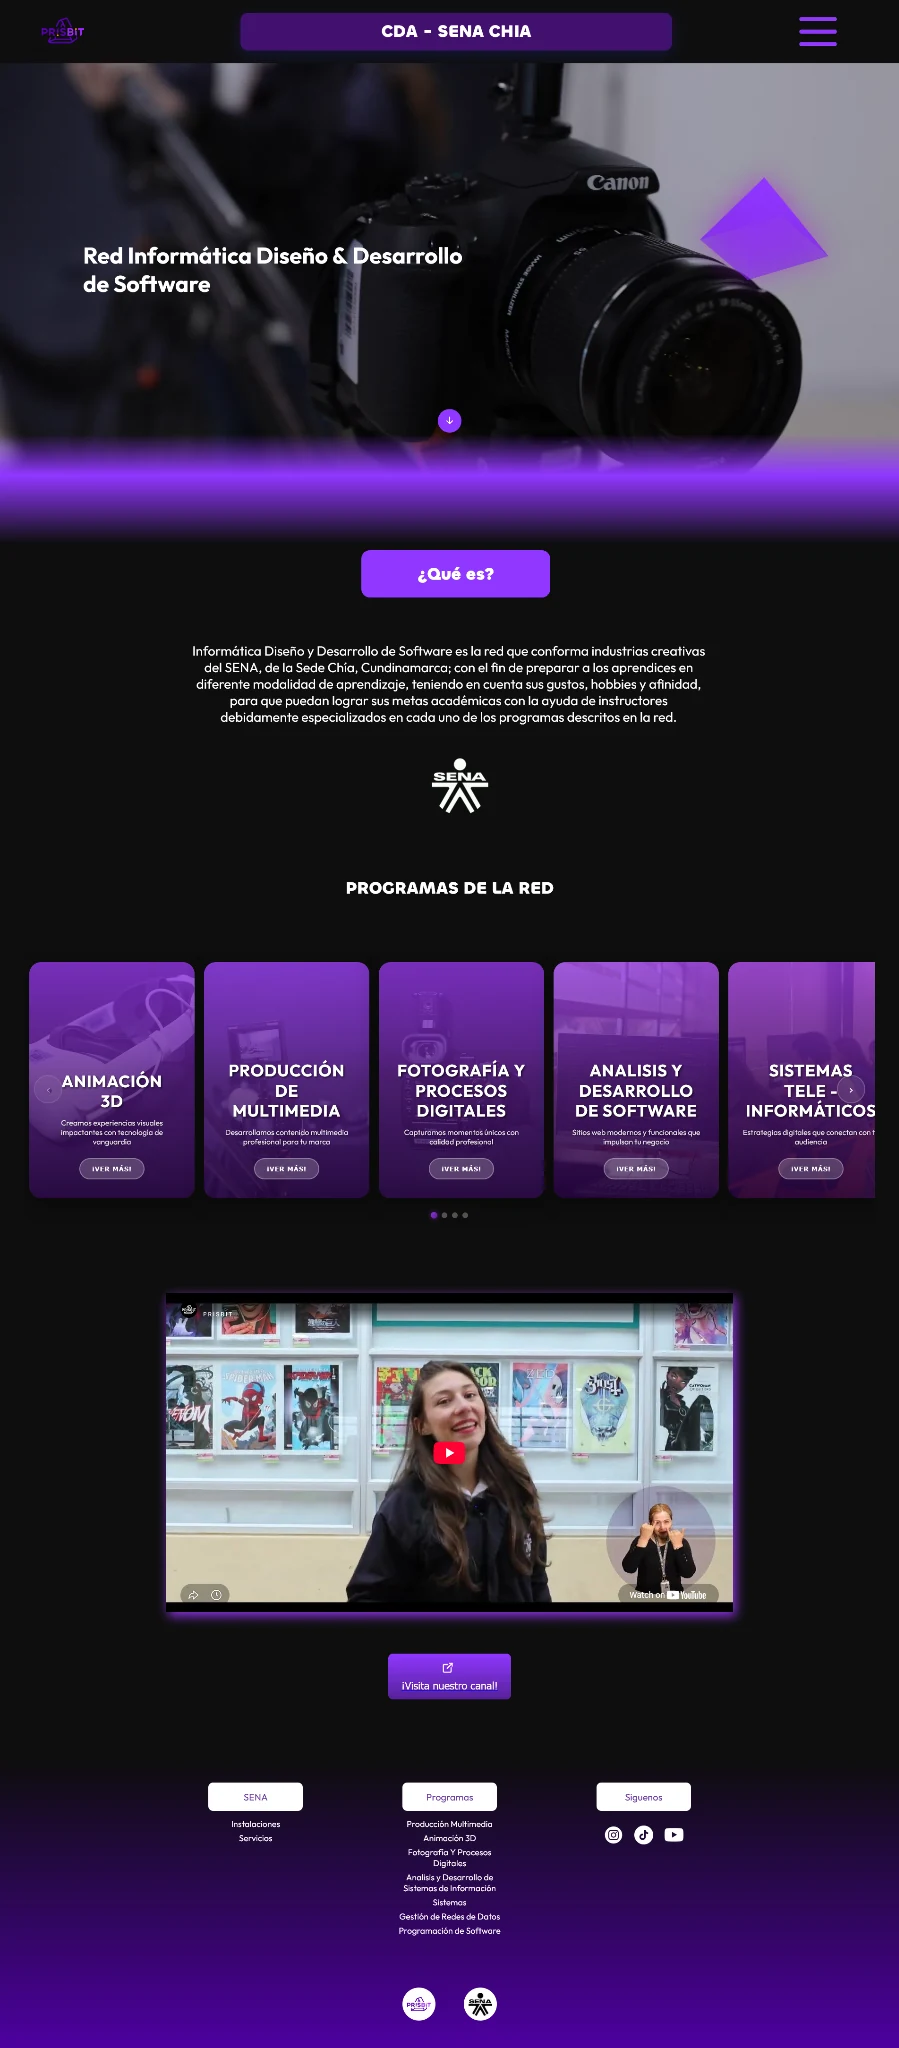 PRISBIT
CDA - SENA CHIA
Canon
Red Informática Diseño & Desarrollo
de Software
¿Qué es?
Informática Diseño y Desarrollo de Software es la red que conforma industrias creativas
del SENA, de la Sede Chía, Cundinamarca; con el fin de preparar a los aprendices en
diferente modalidad de aprendizaje, teniendo en cuenta sus gustos, hobbies y afinidad,
para que puedan lograr sus metas académicas con la ayuda de instructores
debidamente especializados en cada uno de los programas descritos en la red.
SENA
PROGRAMAS DE LA RED
ANIMACIÓN
3D
Creamos experiencias visuales
impactantes con tecnología de
vanguardia
¡VER MÁS!
PRODUCCIÓN
DE
MULTIMEDIA
Desarrollamos contenido multimedia
profesional para tu marca
¡VER MÁS!
FOTOGRAFÍA Y
PROCESOS
DIGITALES
Capturamos momentos únicos con
calidad profesional
¡VER MÁS!
ANALISIS Y
DESARROLLO
DE SOFTWARE
Sitios web modernos y funcionales que
impulsan tu negocio
¡VER MÁS!
SISTEMAS
TELE -
INFORMÁTICOS
Estrategias digitales que conectan con t
audiencia
¡VER MÁS!
PRISBIT
Ghost
CATWOMAN
Watch on YouTube
¡Visita nuestro canal!
SENA
Instalaciones
Servicios
Programas
Producción Multimedia
Animación 3D
Fotografía Y Procesos
Digitales
Analisis y Desarrollo de
Sistemas de Información
Sistemas
Gestión de Redes de Datos
Programación de Software
Síguenos
PRISBIT
SENA